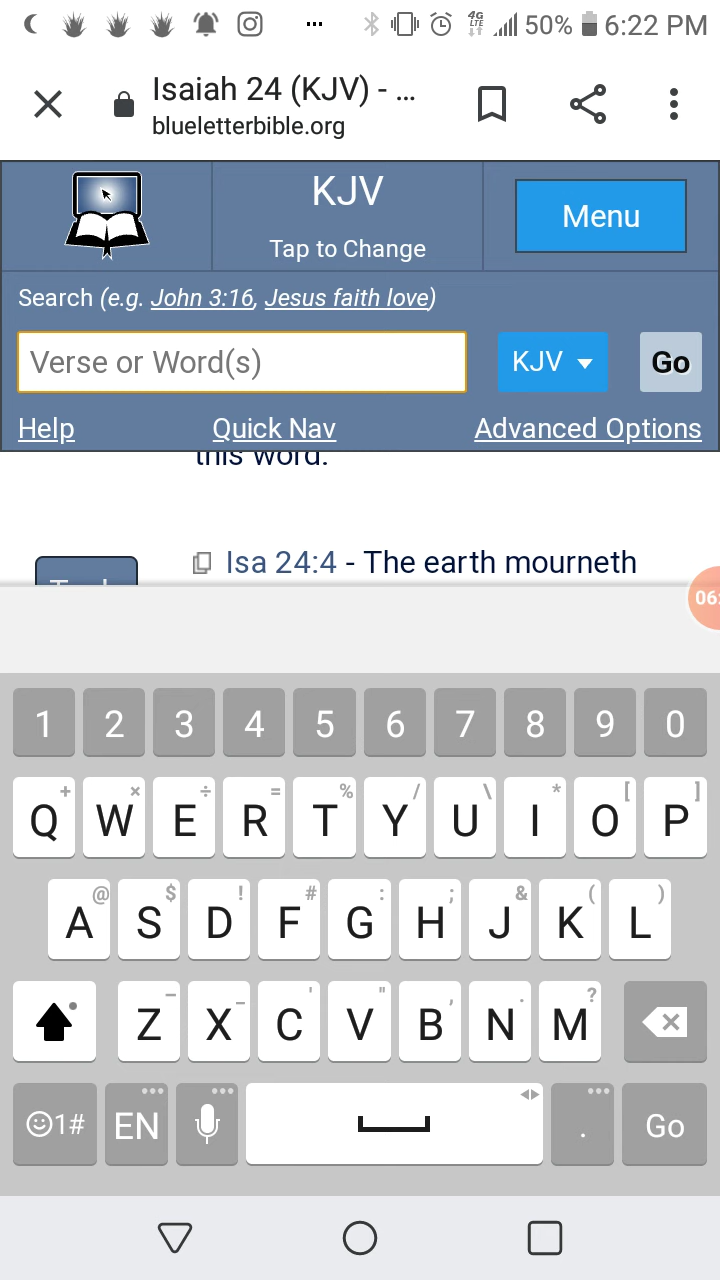 50% 6:22 PM
Isaiah 24 (KJV) - ...
blueletterbible.org
KJV
Tap to Change
Menu
Search (e.g. John 3:16, Jesus faith love)
Verse or Word(s)
KJV
Go
Help Quick Nav Advanced Options
this word.
Isa 24:4 - The earth mourneth
06:
1 2 3 4 5 6 7 8 9 0
+ × ÷ = % / \ * [ ]
Q W E R T Y U I O P
@ $ ! # : ; & ( )
A S D F G H J K L
– _ ' " , . ?
Z X C V B N M
1# EN . Go